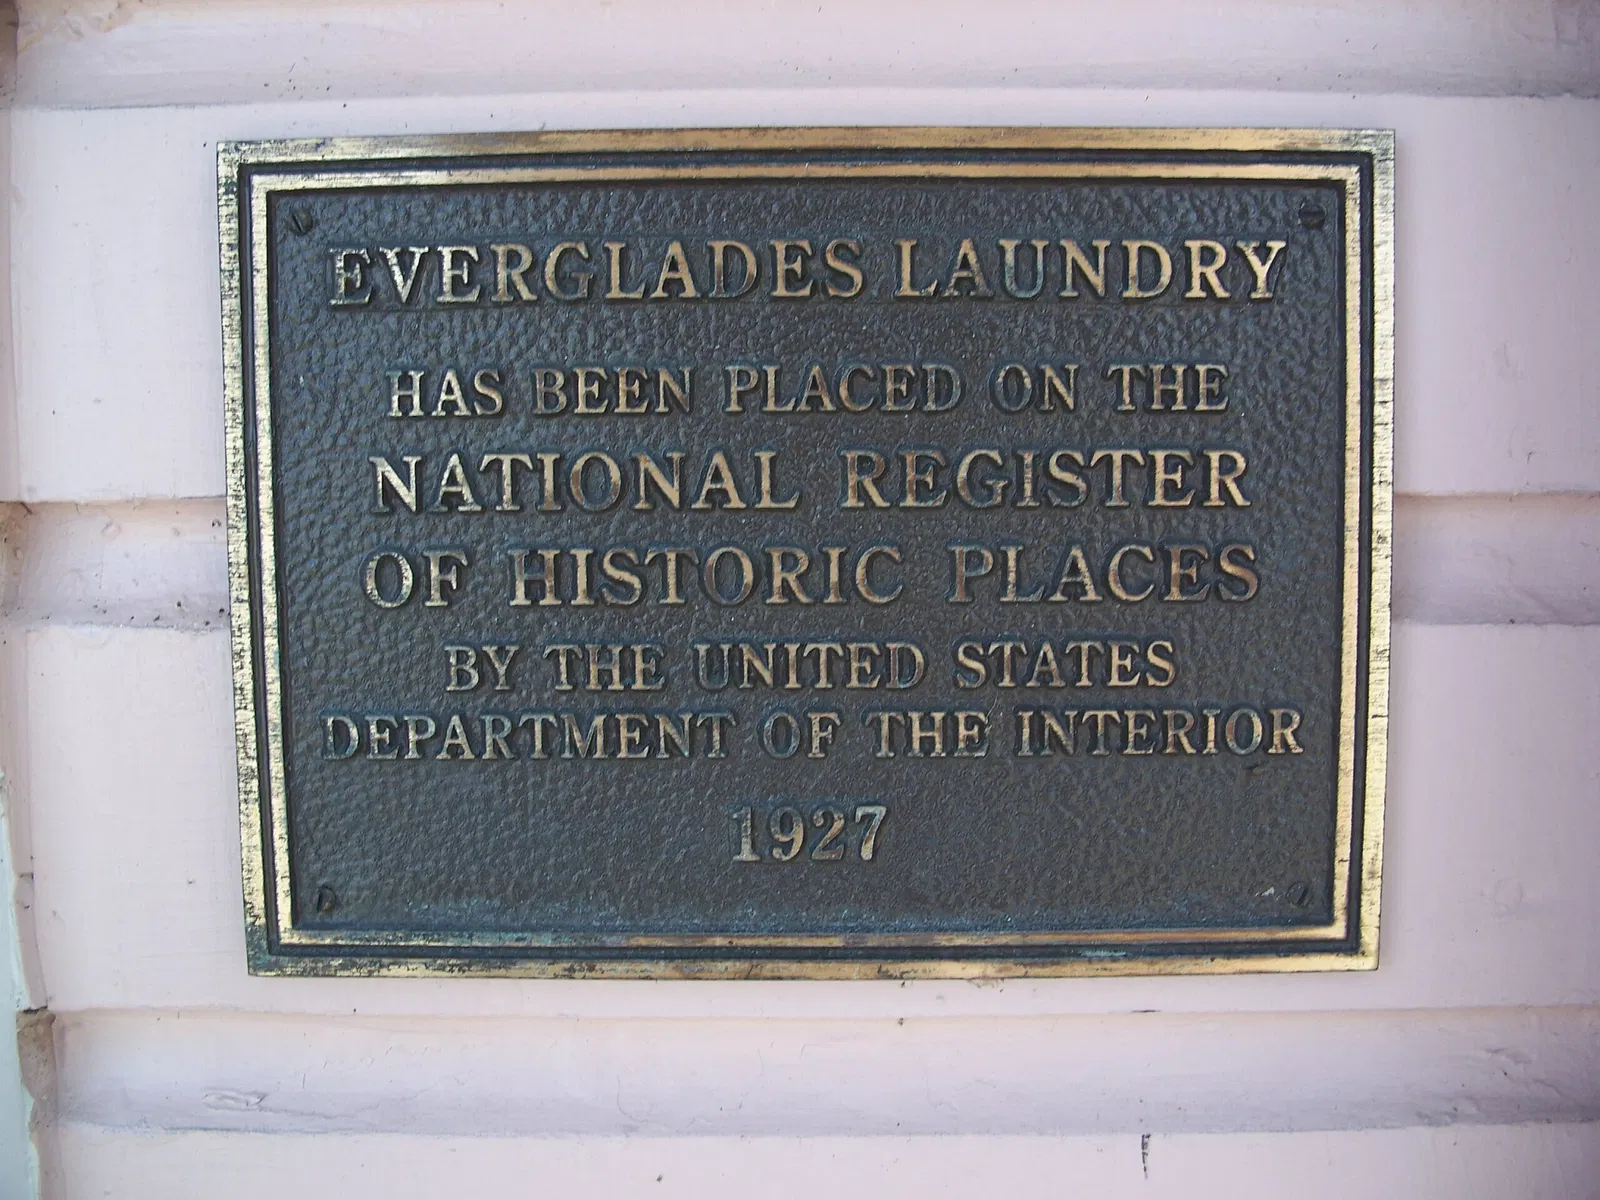 EVERGLADES LAUNDRY
HAS BEEN PLACED ON THE
NATIONAL REGISTER
OF HISTORIC PLACES
BY THE UNITED STATES
DEPARTMENT OF THE INTERIOR
1927